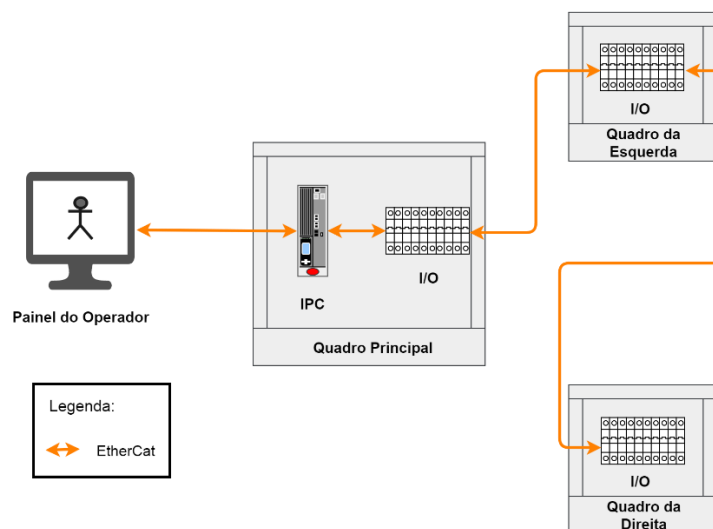 I/O
Quadro da
Esquerda
IPC
I/O
Painel do Operador
Quadro Principal
Legenda:
EtherCat
I/O
Quadro da
Direita